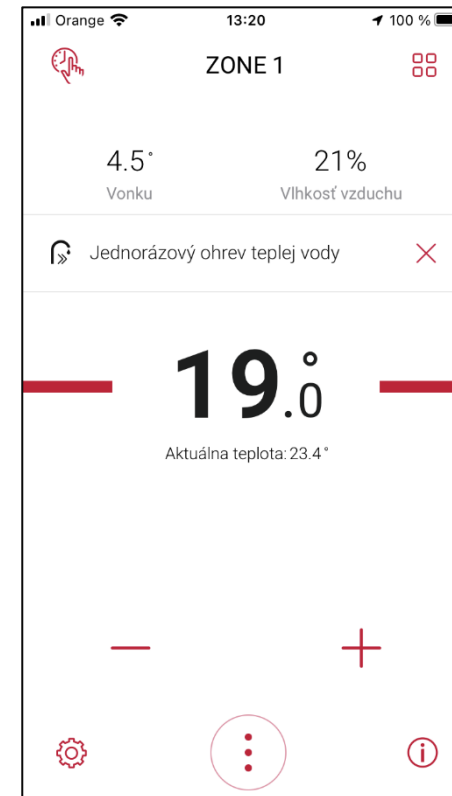 Orange 13:20 100 %
ZONE 1
4.5° 21%
Vonku Vlhkosť vzduchu
Jednorázový ohrev teplej vody
19.0°
Aktuálna teplota: 23.4°